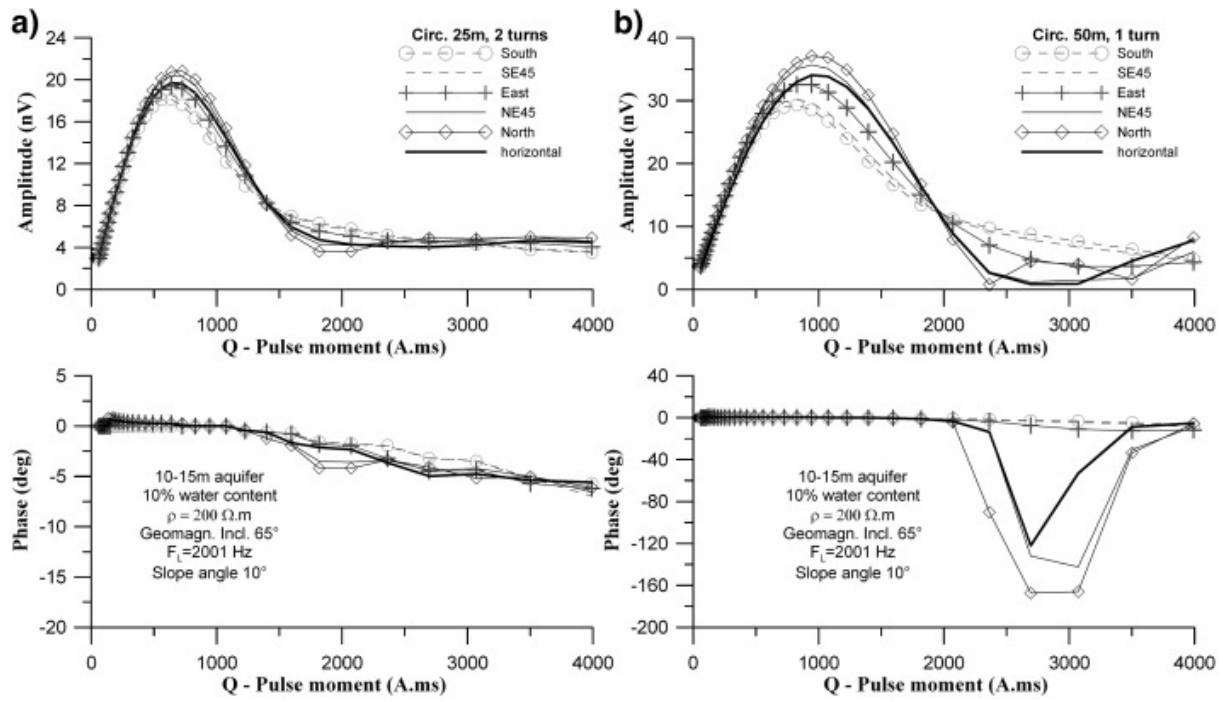 a)
24
20
16
12
8
4
0
Amplitude (nV)
Circ. 25m, 2 turns
South
SE45
East
NE45
North
horizontal
0 1000 2000 3000 4000
Q - Pulse moment (A.ms)
5
0
-5
-10
-15
-20
Phase (deg)
10-15m aquifer
10% water content
ρ = 200 Ω.m
Geomagn. Incl. 65°
F_L=2001 Hz
Slope angle 10°
0 1000 2000 3000 4000
Q - Pulse moment (A.ms)
b)
40
30
20
10
0
Amplitude (nV)
Circ. 50m, 1 turn
South
SE45
East
NE45
North
horizontal
0 1000 2000 3000 4000
Q - Pulse moment (A.ms)
40
0
-40
-80
-120
-160
-200
Phase (deg)
10-15m aquifer
10% water content
ρ = 200 Ω.m
Geomagn. Incl. 65°
F_L=2001 Hz
Slope angle 10°
0 1000 2000 3000 4000
Q - Pulse moment (A.ms)